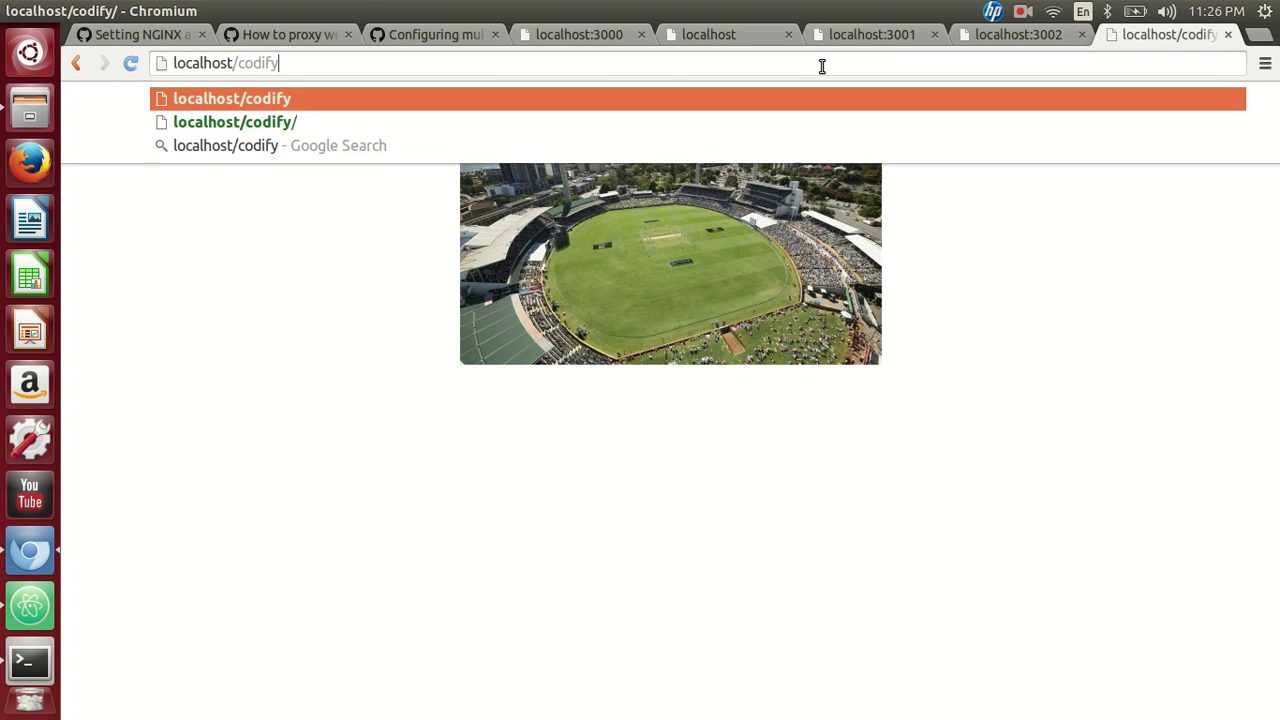 localhost/codify/ - Chromium
En
11:26 PM
Setting NGINX a
How to proxy we
Configuring mul
localhost:3000
localhost
localhost:3001
localhost:3002
localhost/codify
localhost/codify
localhost/codify
localhost/codify/
localhost/codify - Google Search
a
You
Tube